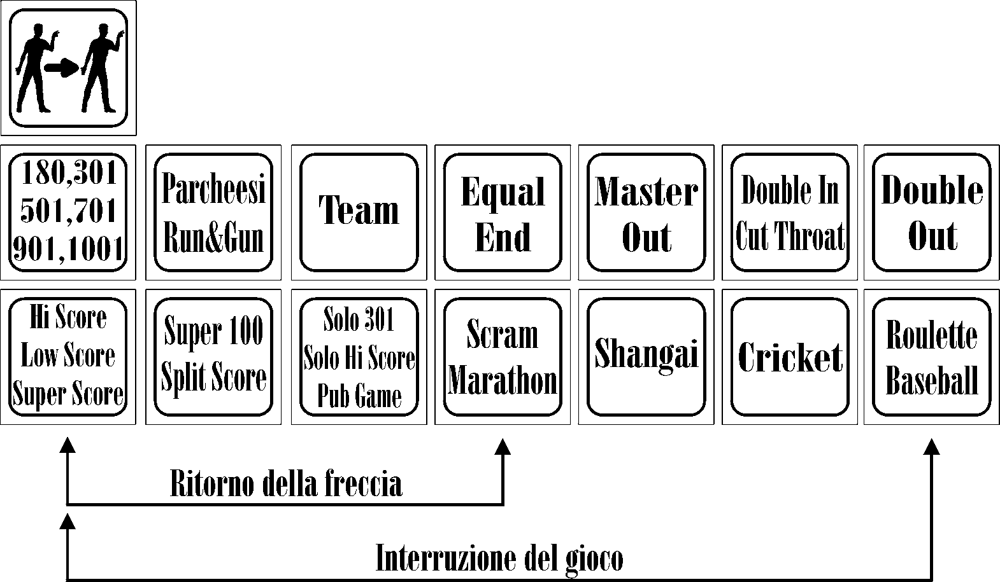 180,301
501,701
901,1001
Parcheesi
Run&Gun
Team
Equal
End
Master
Out
Double In
Cut Throat
Double
Out
Hi Score
Low Score
Super Score
Super 100
Split Score
Solo 301
Solo Hi Score
Pub Game
Scram
Marathon
Shangai
Cricket
Roulette
Baseball
Ritorno della freccia
Interruzione del gioco